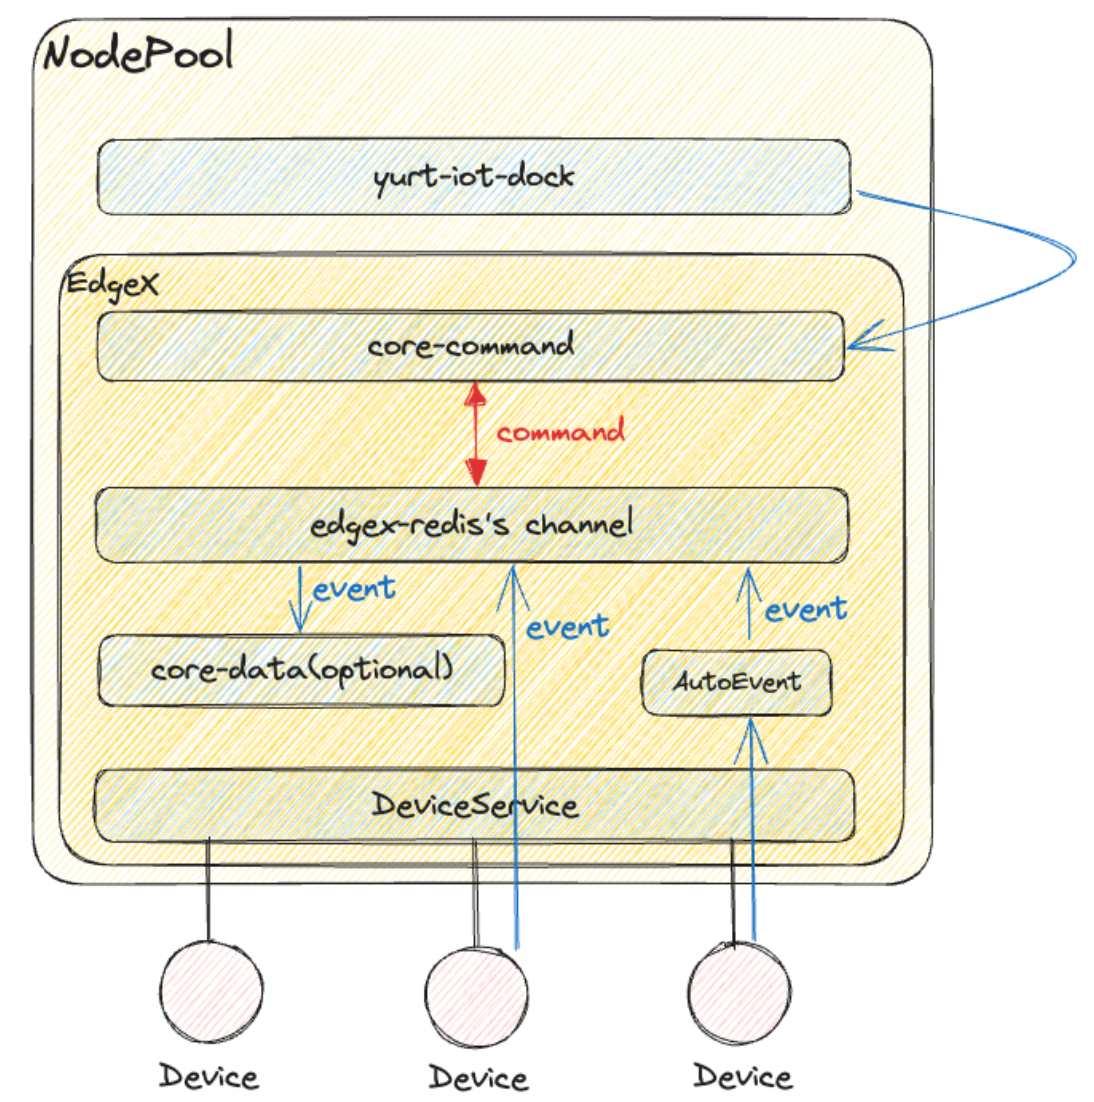 NodePool
yurt-iot-dock
EdgeX
core-command
command
edgex-redis's channel
event
event
event
core-data(optional)
AutoEvent
DeviceService
Device
Device
Device